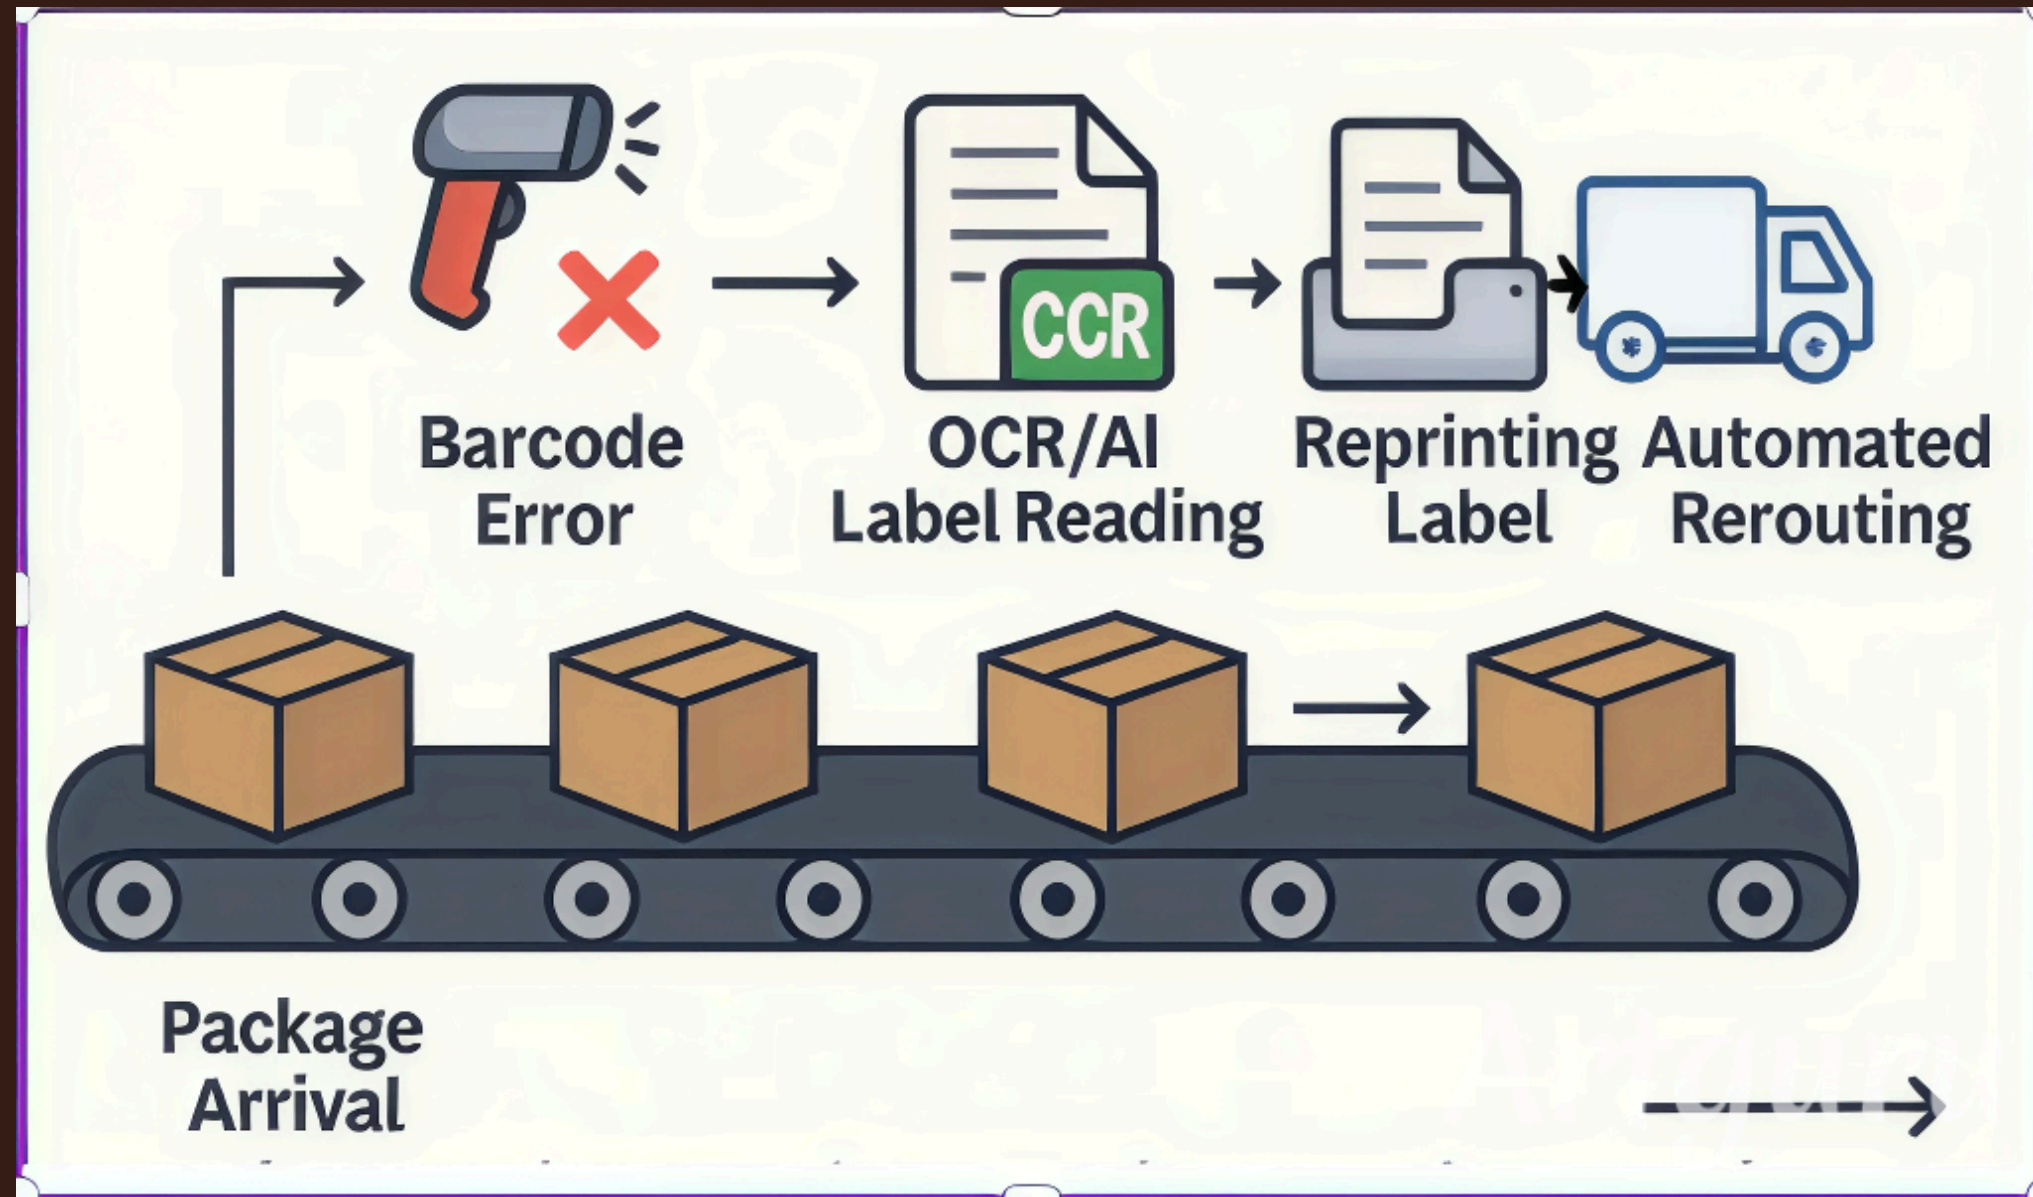 CCR
Barcode
Error
OCR/AI
Label Reading
Reprinting
Label
Automated
Rerouting
Package
Arrival